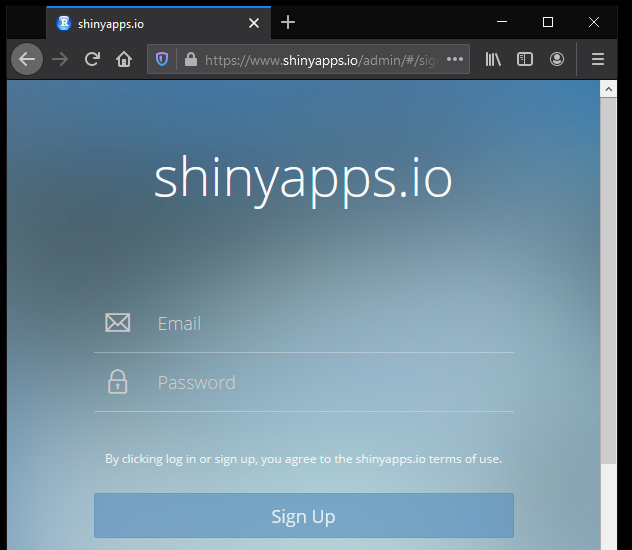 shinyapps.io
https://www.shinyapps.io/admin/#/sig
shinyapps.io
Email
Password
By clicking log in or sign up, you agree to the shinyapps.io terms of use.
Sign Up